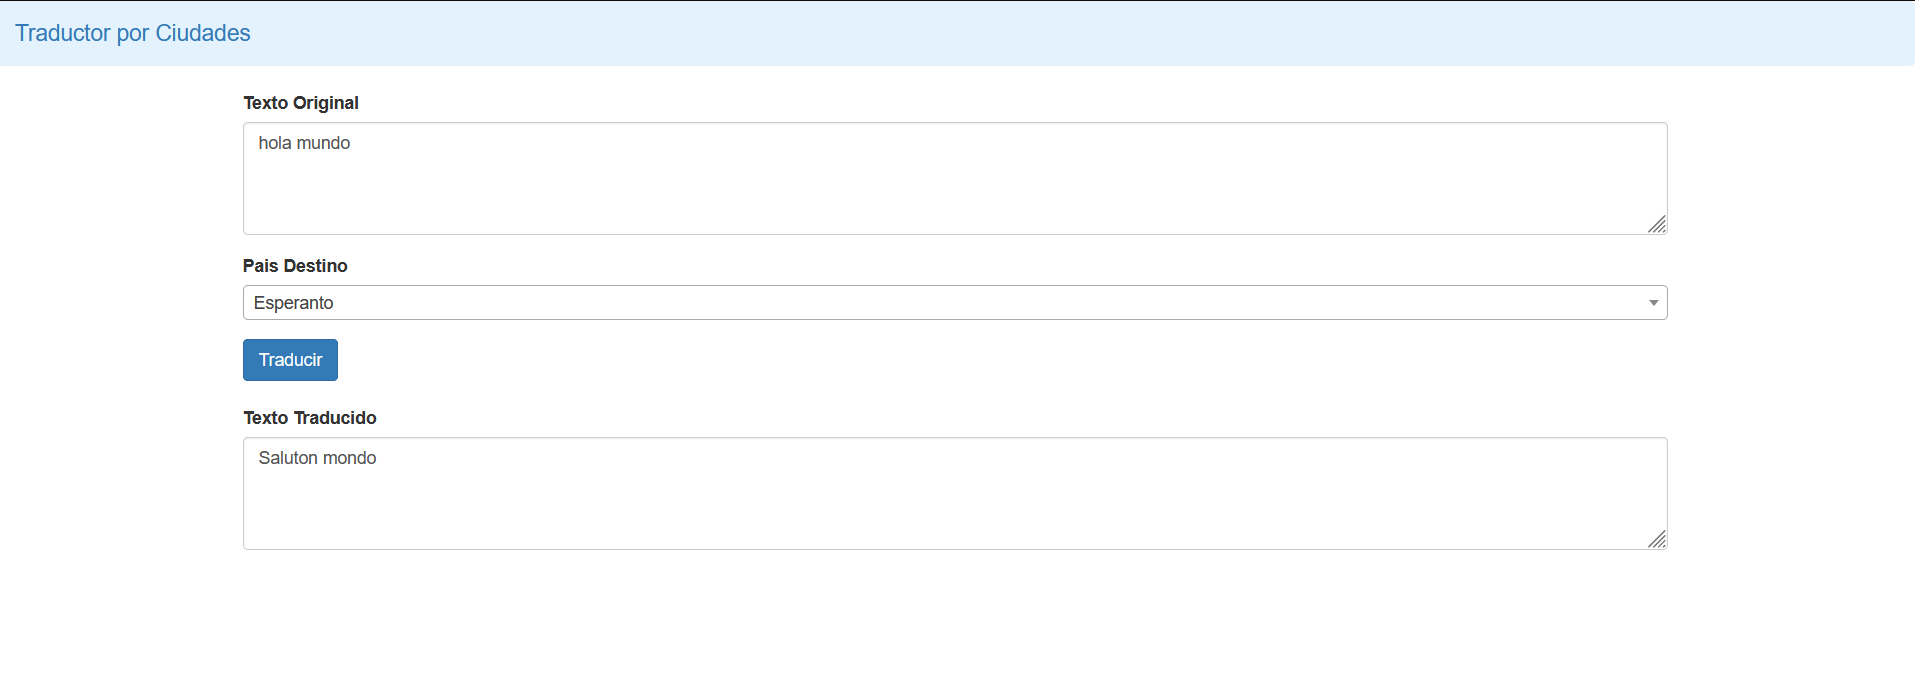 Traductor por Ciudades
Texto Original
hola mundo
Pais Destino
Esperanto
Traducir
Texto Traducido
Saluton mondo